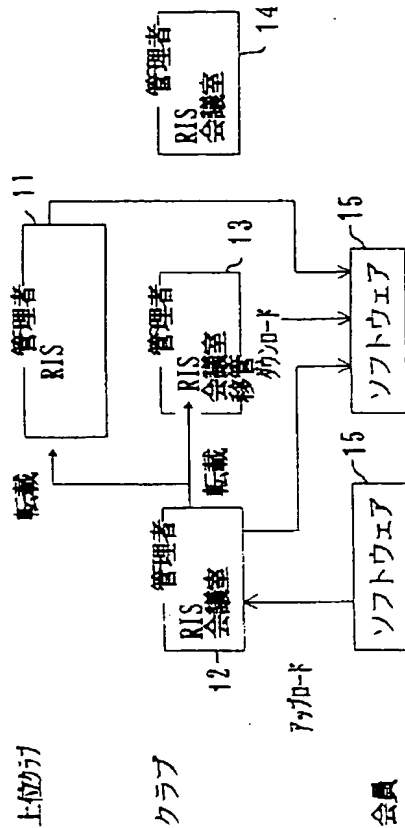 上位クラブ
クラブ
会員
転載
管理者
RIS
11
管理者
RIS
会議室
12
転載
管理者
RIS
会議室
移管
13
管理者
RIS
会議室
14
アップロード
ダウンロード
ソフトウェア
15
ソフトウェア
15